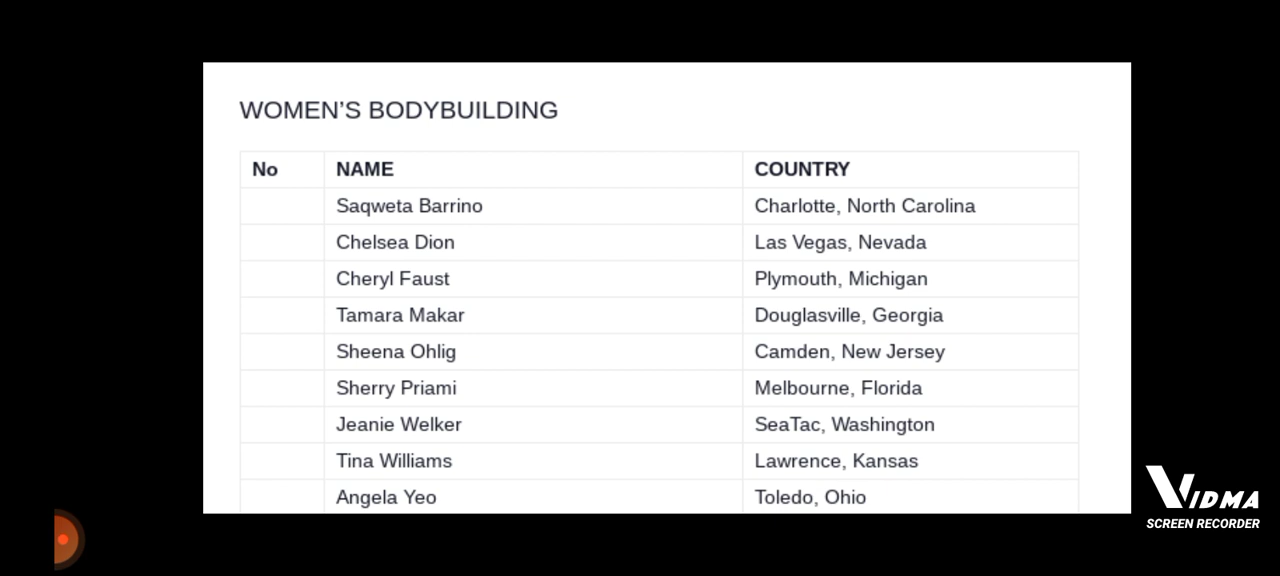 WOMEN’S BODYBUILDING
No NAME COUNTRY
Saqweta Barrino Charlotte, North Carolina
Chelsea Dion Las Vegas, Nevada
Cheryl Faust Plymouth, Michigan
Tamara Makar Douglasville, Georgia
Sheena Ohlig Camden, New Jersey
Sherry Priami Melbourne, Florida
Jeanie Welker SeaTac, Washington
Tina Williams Lawrence, Kansas
Angela Yeo Toledo, Ohio
VIDMA
SCREEN RECORDER